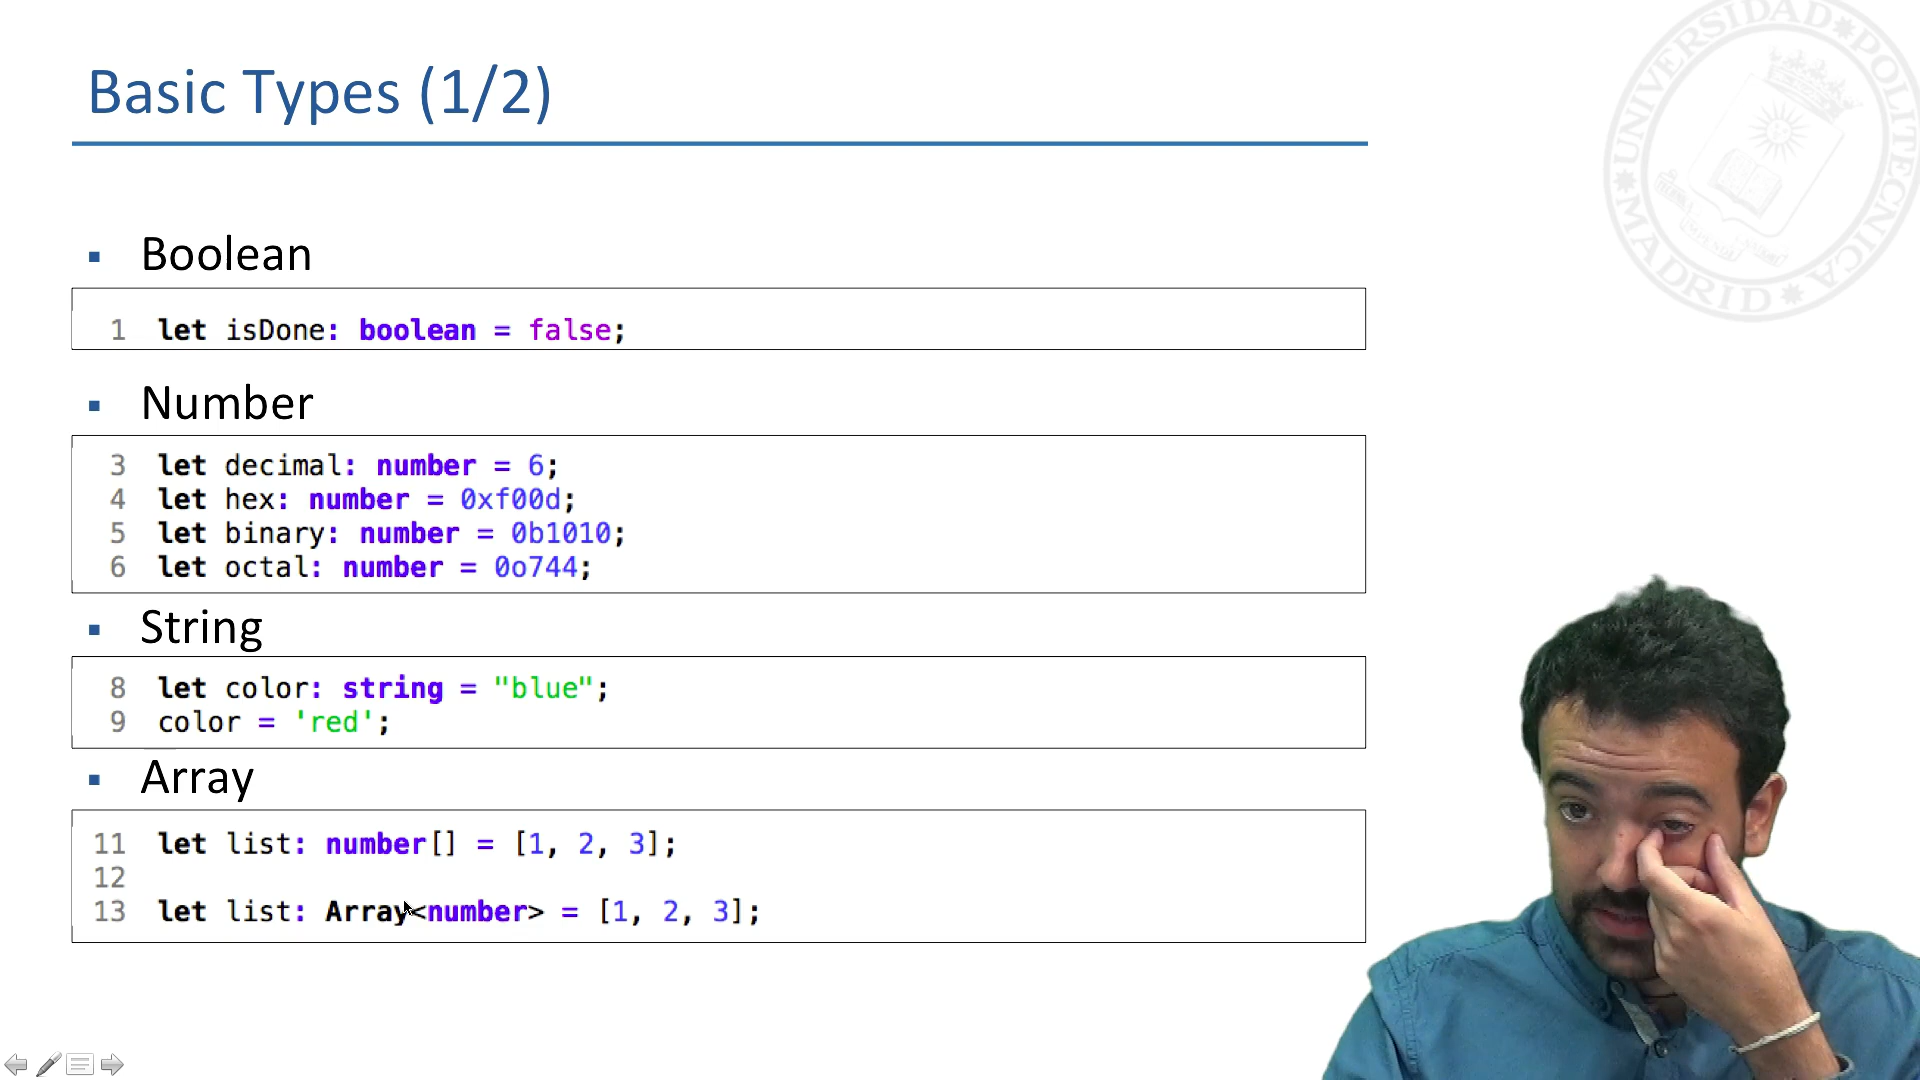 Basic Types (1/2)
UNIVERSIDAD POLITECNICA
MADRID
▪ Boolean
1 let isDone: boolean = false;
▪ Number
3 let decimal: number = 6;
4 let hex: number = 0xf00d;
5 let binary: number = 0b1010;
6 let octal: number = 0o744;
▪ String
8 let color: string = "blue";
9 color = 'red';
▪ Array
11 let list: number[] = [1, 2, 3];
12
13 let list: Array<number> = [1, 2, 3];